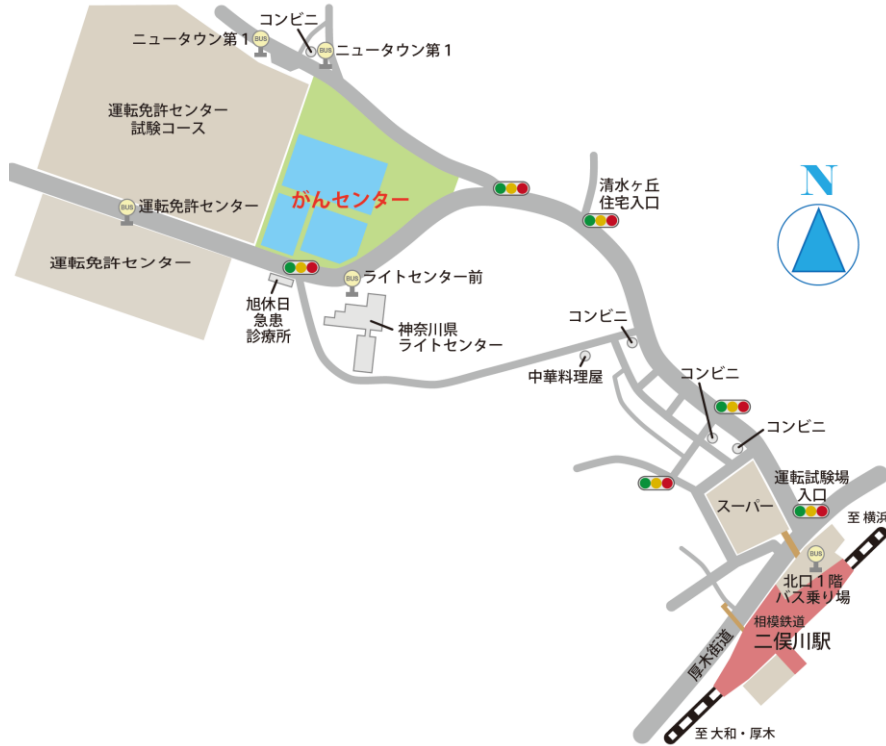 コンビニ
ニュータウン第1
BUS
BUS
ニュータウン第1
運転免許センター
試験コース
N
がんセンター
清水ヶ丘
住宅入口
BUS
運転免許センター
運転免許センター
BUS
ライトセンター前
旭休日
急患
診療所
神奈川県
ライトセンター
コンビニ
中華料理屋
コンビニ
コンビニ
運転試験場
入口
スーパー
至 横浜
BUS
北口1階
バス乗り場
相模鉄道
二俣川駅
厚木街道
至 大和・厚木